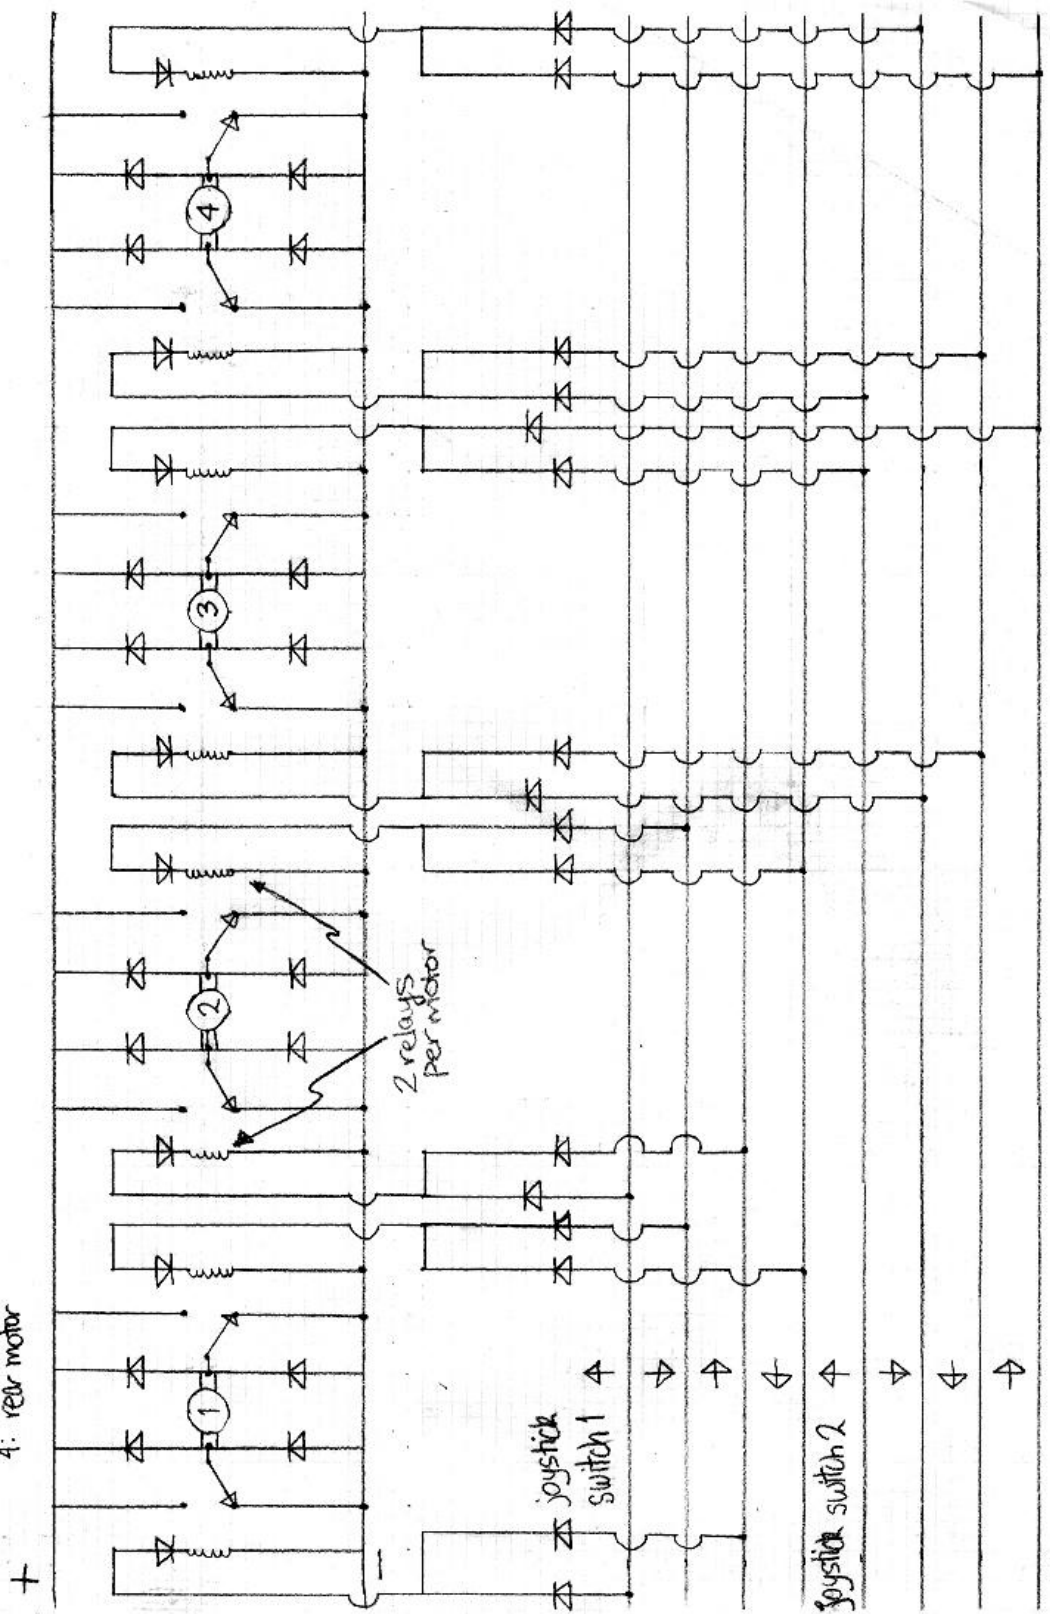 +
4: rear motor
1
2
3
4
2 relays
per motor
−
joystick
switch 1
joystick switch 2